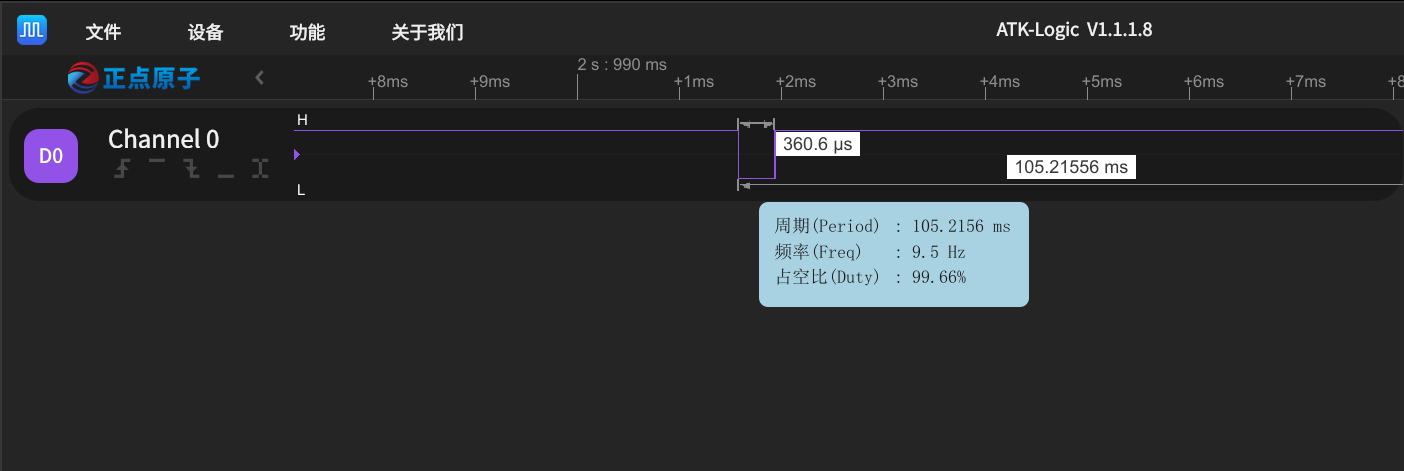 文件 设备 功能 关于我们 ATK-Logic V1.1.1.8
正点原子
2 s : 990 ms
+8ms +9ms +1ms +2ms +3ms +4ms +5ms +6ms +7ms +8
D0 Channel 0
H
L
360.6 μs
105.21556 ms
周期(Period) : 105.2156 ms
频率(Freq) : 9.5 Hz
占空比(Duty) : 99.66%